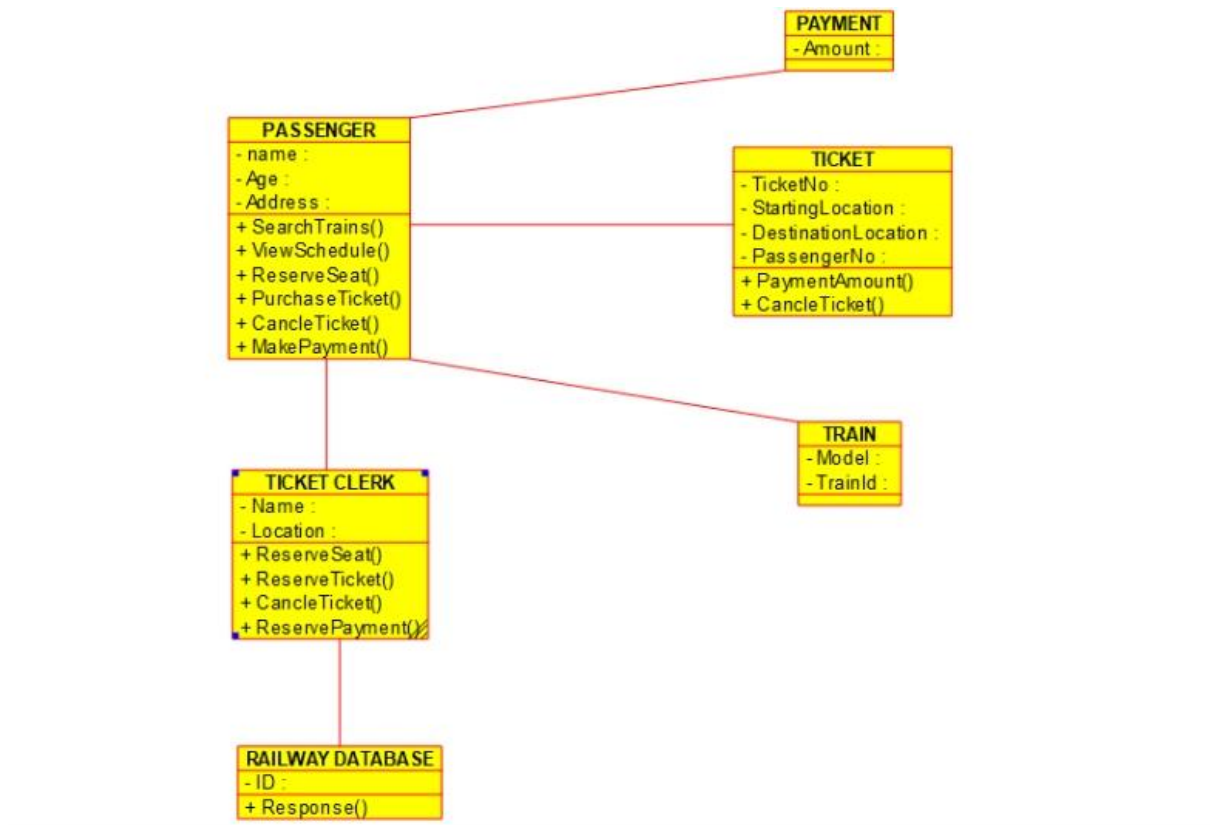 PAYMENT
- Amount :
PASSENGER
- name :
- Age :
- Address :
+ SearchTrains()
+ ViewSchedule()
+ ReserveSeat()
+ PurchaseTicket()
+ CancleTicket()
+ MakePayment()
TICKET
- TicketNo :
- StartingLocation :
- DestinationLocation :
- PassengerNo :
+ PaymentAmount()
+ CancleTicket()
TRAIN
- Model :
- TrainId :
TICKET CLERK
- Name :
- Location :
+ ReserveSeat()
+ ReserveTicket()
+ CancleTicket()
+ ReservePayment()
RAILWAY DATABASE
- ID :
+ Response()